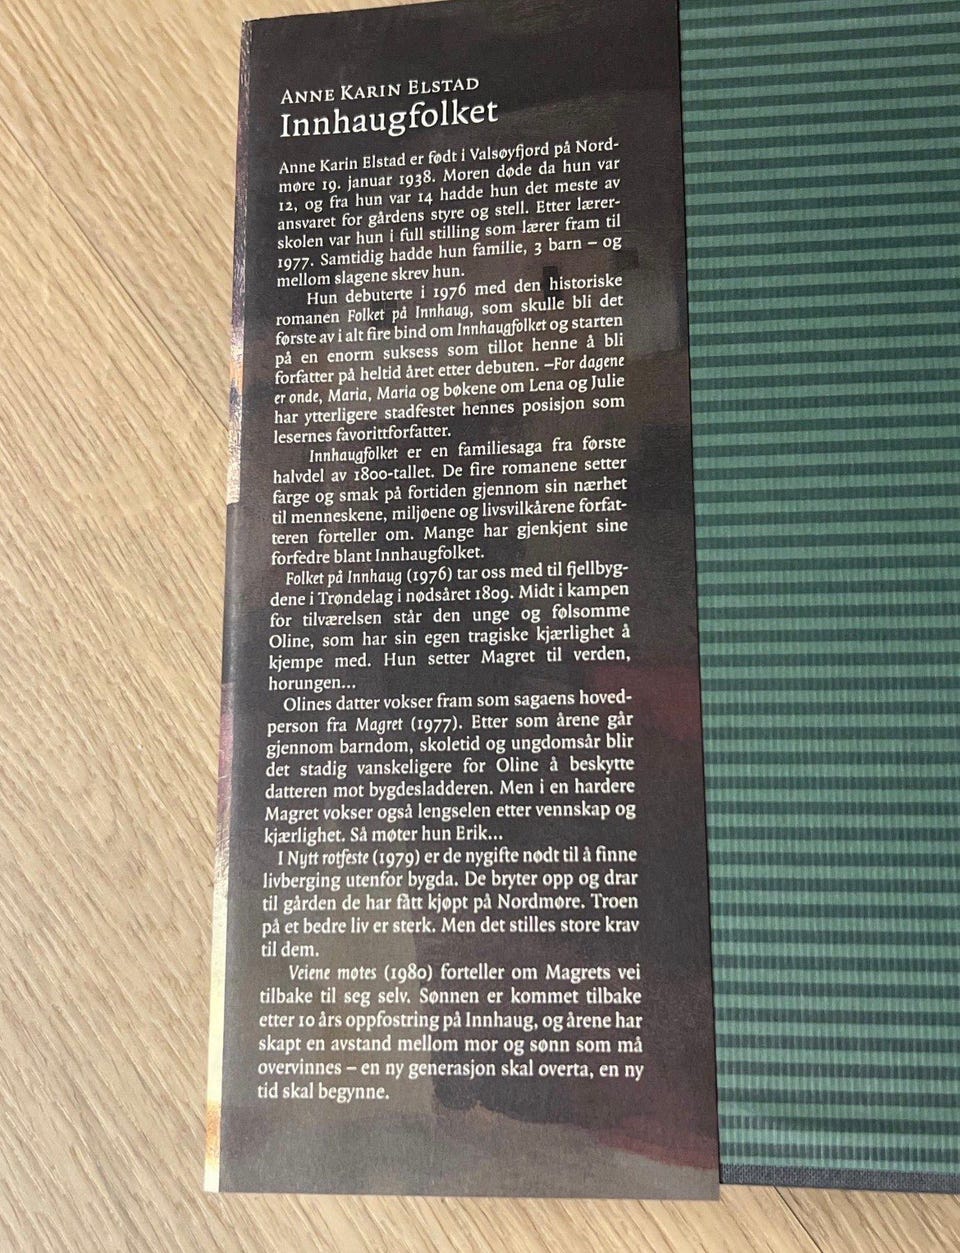 ANNE KARIN ELSTAD
Innhaugfolket
Anne Karin Elstad er født i Valsøyfjord på Nord-
møre 19. januar 1938. Moren døde da hun var
12, og fra hun var 14 hadde hun det meste av
ansvaret for gårdens styre og stell. Etter lærer-
skolen var hun i full stilling som lærer fram til
1977. Samtidig hadde hun familie, 3 barn – og
mellom slagene skrev hun.
Hun debuterte i 1976 med den historiske
romanen Folket på Innhaug, som skulle bli det
første av i alt fire bind om Innhaugfolket og starten
på en enorm suksess som tillot henne å bli
forfatter på heltid året etter debuten. –For dagene
er onde, Maria, Maria og bøkene om Lena og Julie
har ytterligere stadfestet hennes posisjon som
lesernes favorittforfatter.
Innhaugfolket er en familiesaga fra første
halvdel av 1800-tallet. De fire romanene setter
farge og smak på fortiden gjennom sin nærhet
til menneskene, miljøene og livsvilkårene forfat-
teren forteller om. Mange har gjenkjent sine
forfedre blant Innhaugfolket.
Folket på Innhaug (1976) tar oss med til fjellbyg-
dene i Trøndelag i nødsåret 1809. Midt i kampen
for tilværelsen står den unge og følsomme
Oline, som har sin egen tragiske kjærlighet å
kjempe med. Hun setter Magret til verden,
horungen...
Olines datter vokser fram som sagaens hoved-
person fra Magret (1977). Etter som årene går
gjennom barndom, skoletid og ungdomsår blir
det stadig vanskeligere for Oline å beskytte
datteren mot bygdesladderen. Men i en hardere
Magret vokser også lengselen etter vennskap og
kjærlighet. Så møter hun Erik...
I Nytt rotfeste (1979) er de nygifte nødt til å finne
livberging utenfor bygda. De bryter opp og drar
til gården de har fått kjøpt på Nordmøre. Troen
på et bedre liv er sterk. Men det stilles store krav
til dem.
Veiene møtes (1980) forteller om Magrets vei
tilbake til seg selv. Sønnen er kommet tilbake
etter 10 års oppfostring på Innhaug, og årene har
skapt en avstand mellom mor og sønn som må
overvinnes – en ny generasjon skal overta, en ny
tid skal begynne.